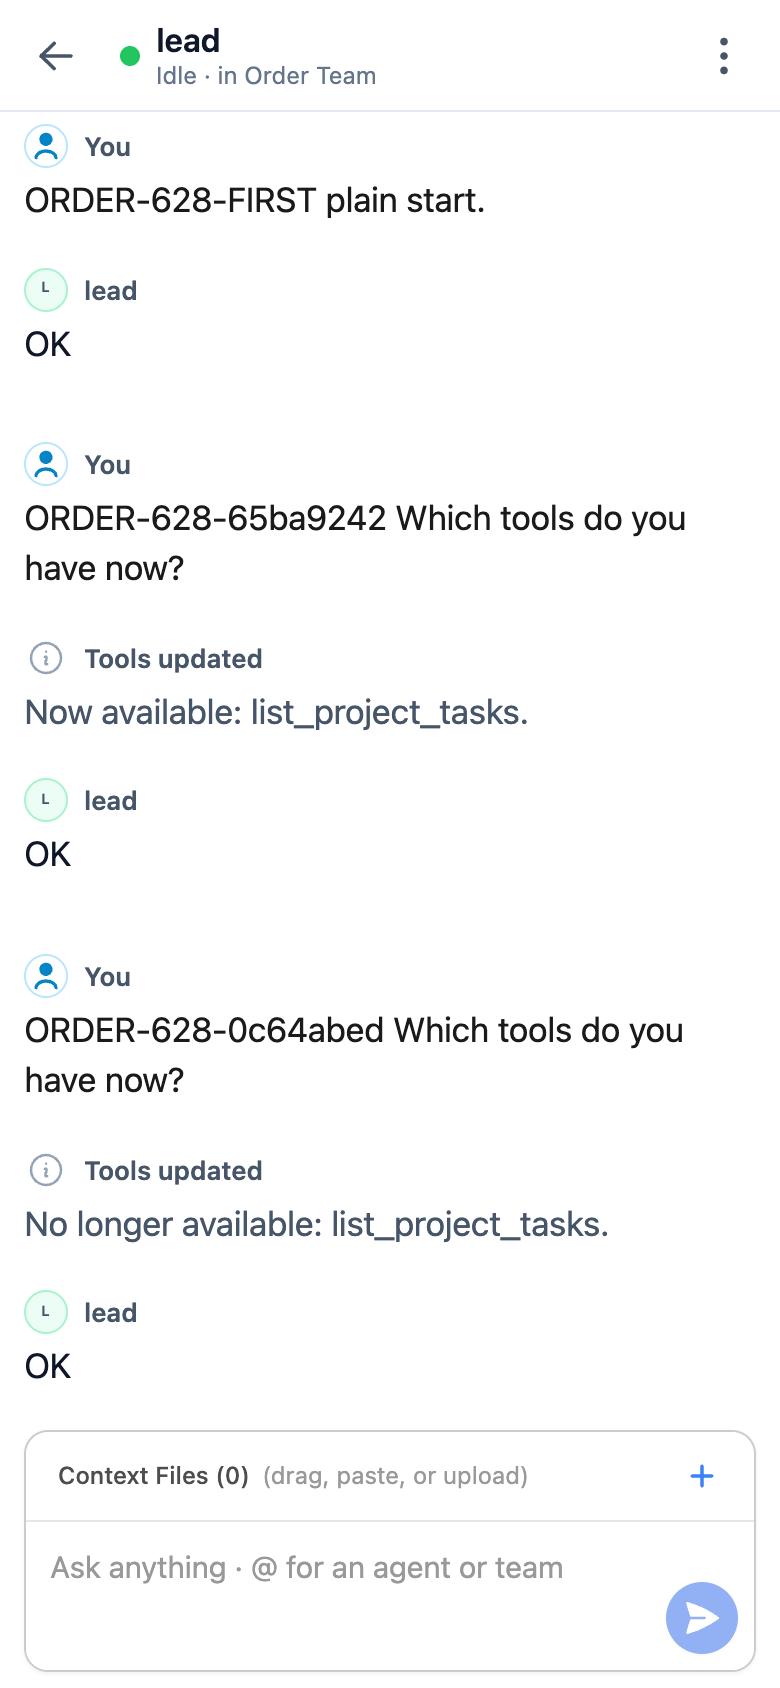 lead
Idle · in Order Team
You
ORDER-628-FIRST plain start.
L
lead
OK
You
ORDER-628-65ba9242 Which tools do you
have now?
Tools updated
Now available: list_project_tasks.
L
lead
OK
You
ORDER-628-0c64abed Which tools do you
have now?
Tools updated
No longer available: list_project_tasks.
L
lead
OK
Context Files (0) (drag, paste, or upload)
Ask anything · @ for an agent or team